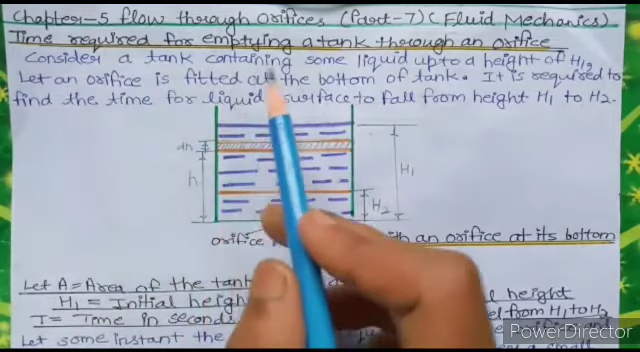 Chapter-5 flow through Orifices (Part-7) (Fluid Mechanics)
Time required for emptying a tank through an orifice
Consider a tank containing some liquid upto a height of H1,
Let an orifice is fitted at the bottom of tank. It is required to
find the time for liquid surface to fall from height H1 to H2.
dh
h
H1
H2
Orifice with an orifice at its bottom
Let A = Area of the tank
H1 = Initial height height
T = Time in seconds from H1 to H2
Let some instant the
a small
PowerDirector